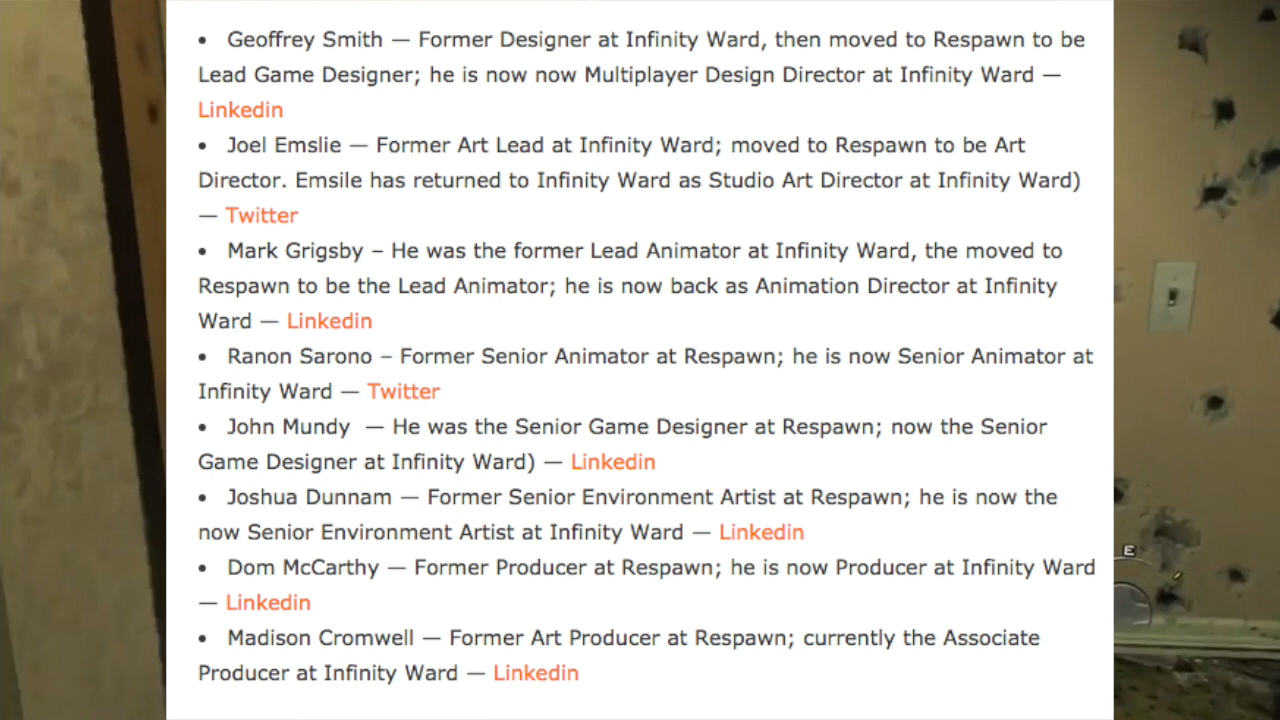 • Geoffrey Smith — Former Designer at Infinity Ward, then moved to Respawn to be
Lead Game Designer; he is now now Multiplayer Design Director at Infinity Ward —
Linkedin
• Joel Emslie — Former Art Lead at Infinity Ward; moved to Respawn to be Art
Director. Emsile has returned to Infinity Ward as Studio Art Director at Infinity Ward)
— Twitter
• Mark Grigsby – He was the former Lead Animator at Infinity Ward, the moved to
Respawn to be the Lead Animator; he is now back as Animation Director at Infinity
Ward — Linkedin
• Ranon Sarono – Former Senior Animator at Respawn; he is now Senior Animator at
Infinity Ward — Twitter
• John Mundy — He was the Senior Game Designer at Respawn; now the Senior
Game Designer at Infinity Ward) — Linkedin
• Joshua Dunnam — Former Senior Environment Artist at Respawn; he is now the
now Senior Environment Artist at Infinity Ward — Linkedin
E
• Dom McCarthy — Former Producer at Respawn; he is now Producer at Infinity Ward
— Linkedin
• Madison Cromwell — Former Art Producer at Respawn; currently the Associate
Producer at Infinity Ward — Linkedin